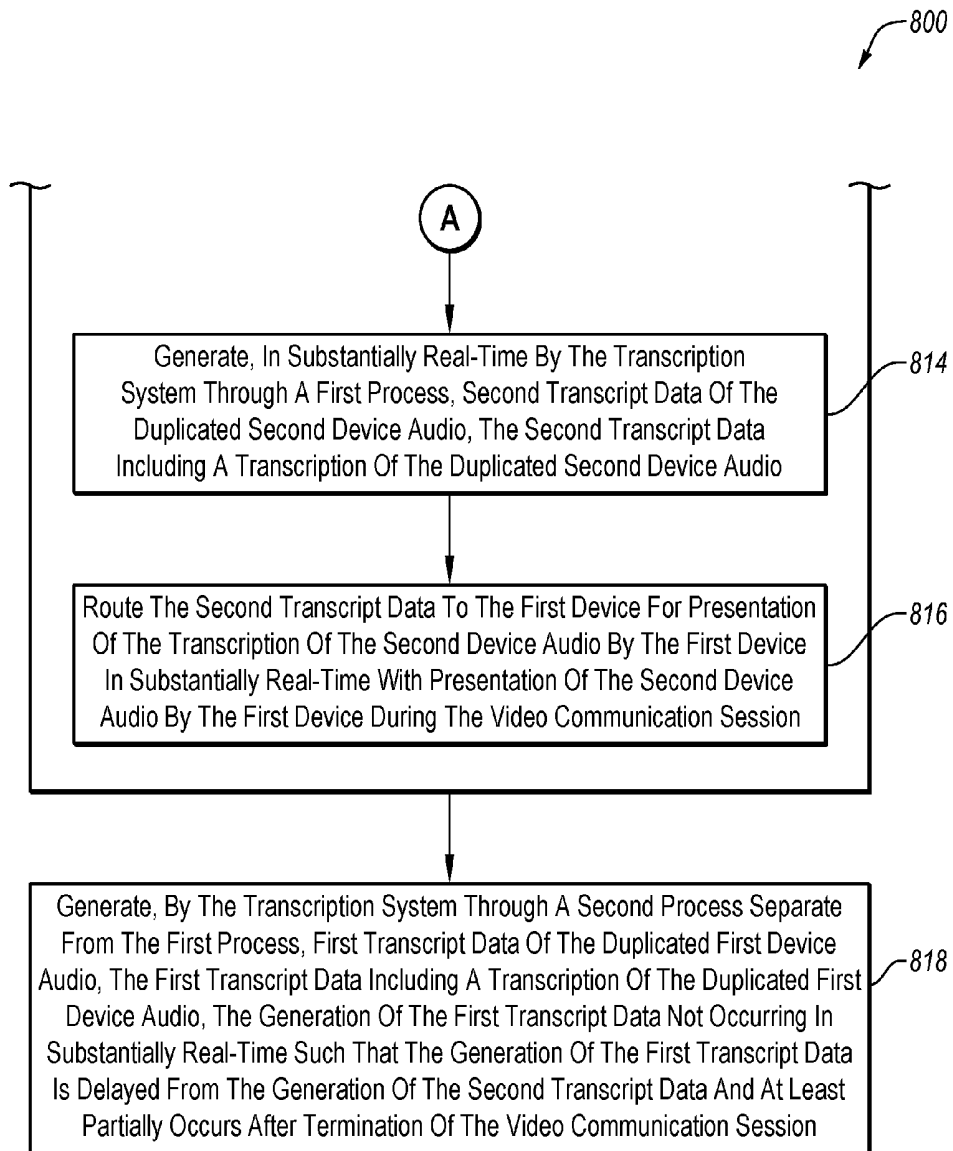 800
A
Generate, In Substantially Real-Time By The Transcription
System Through A First Process, Second Transcript Data Of The
Duplicated Second Device Audio, The Second Transcript Data
Including A Transcription Of The Duplicated Second Device Audio
814
Route The Second Transcript Data To The First Device For Presentation
Of The Transcription Of The Second Device Audio By The First Device
In Substantially Real-Time With Presentation Of The Second Device
Audio By The First Device During The Video Communication Session
816
Generate, By The Transcription System Through A Second Process Separate
From The First Process, First Transcript Data Of The Duplicated First Device
Audio, The First Transcript Data Including A Transcription Of The Duplicated First
Device Audio, The Generation Of The First Transcript Data Not Occurring In
Substantially Real-Time Such That The Generation Of The First Transcript Data
Is Delayed From The Generation Of The Second Transcript Data And At Least
Partially Occurs After Termination Of The Video Communication Session
818